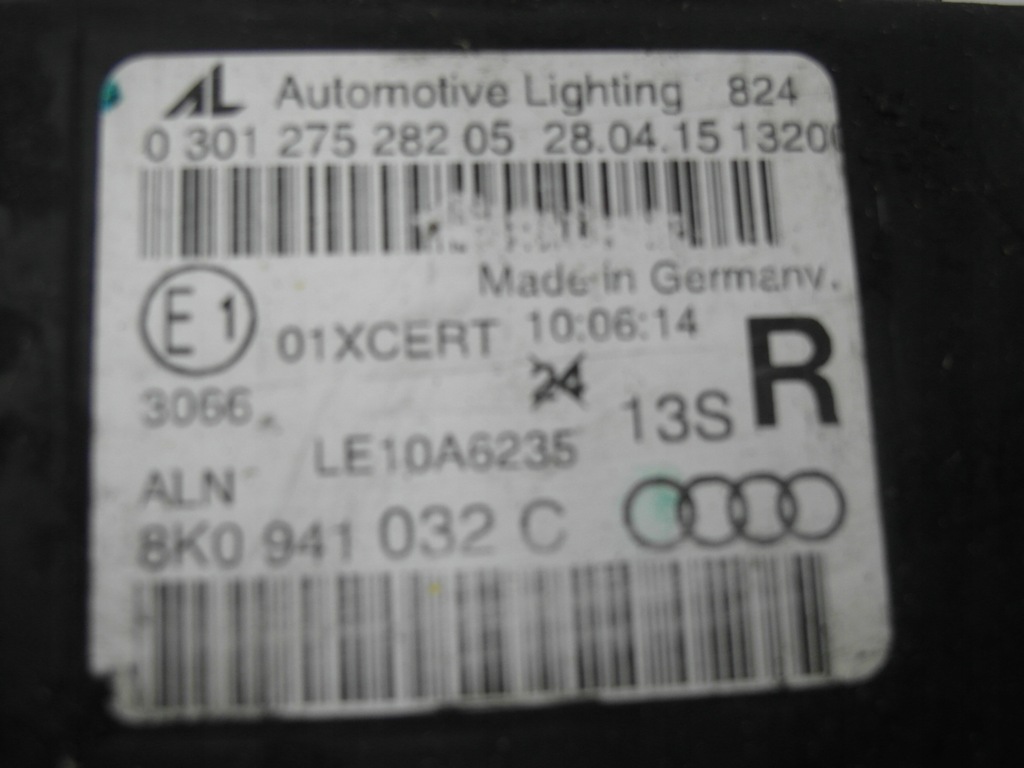 AL Automotive Lighting 824
0 301 275 282 05 28.04.15 1320
Made in Germany.
E1 01XCERT 10:06:14
24
R
3066 13S
LE10A6235
ALN
8K0 941 032 C